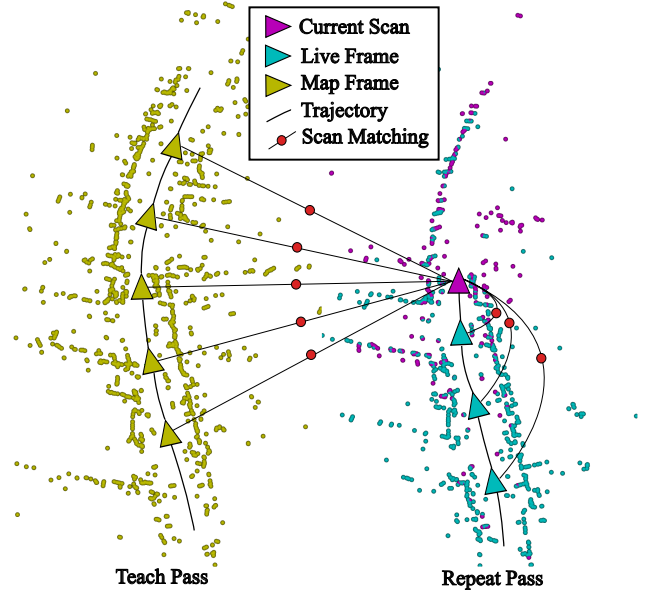 Current Scan
Live Frame
Map Frame
Trajectory
Scan Matching
Teach Pass
Repeat Pass